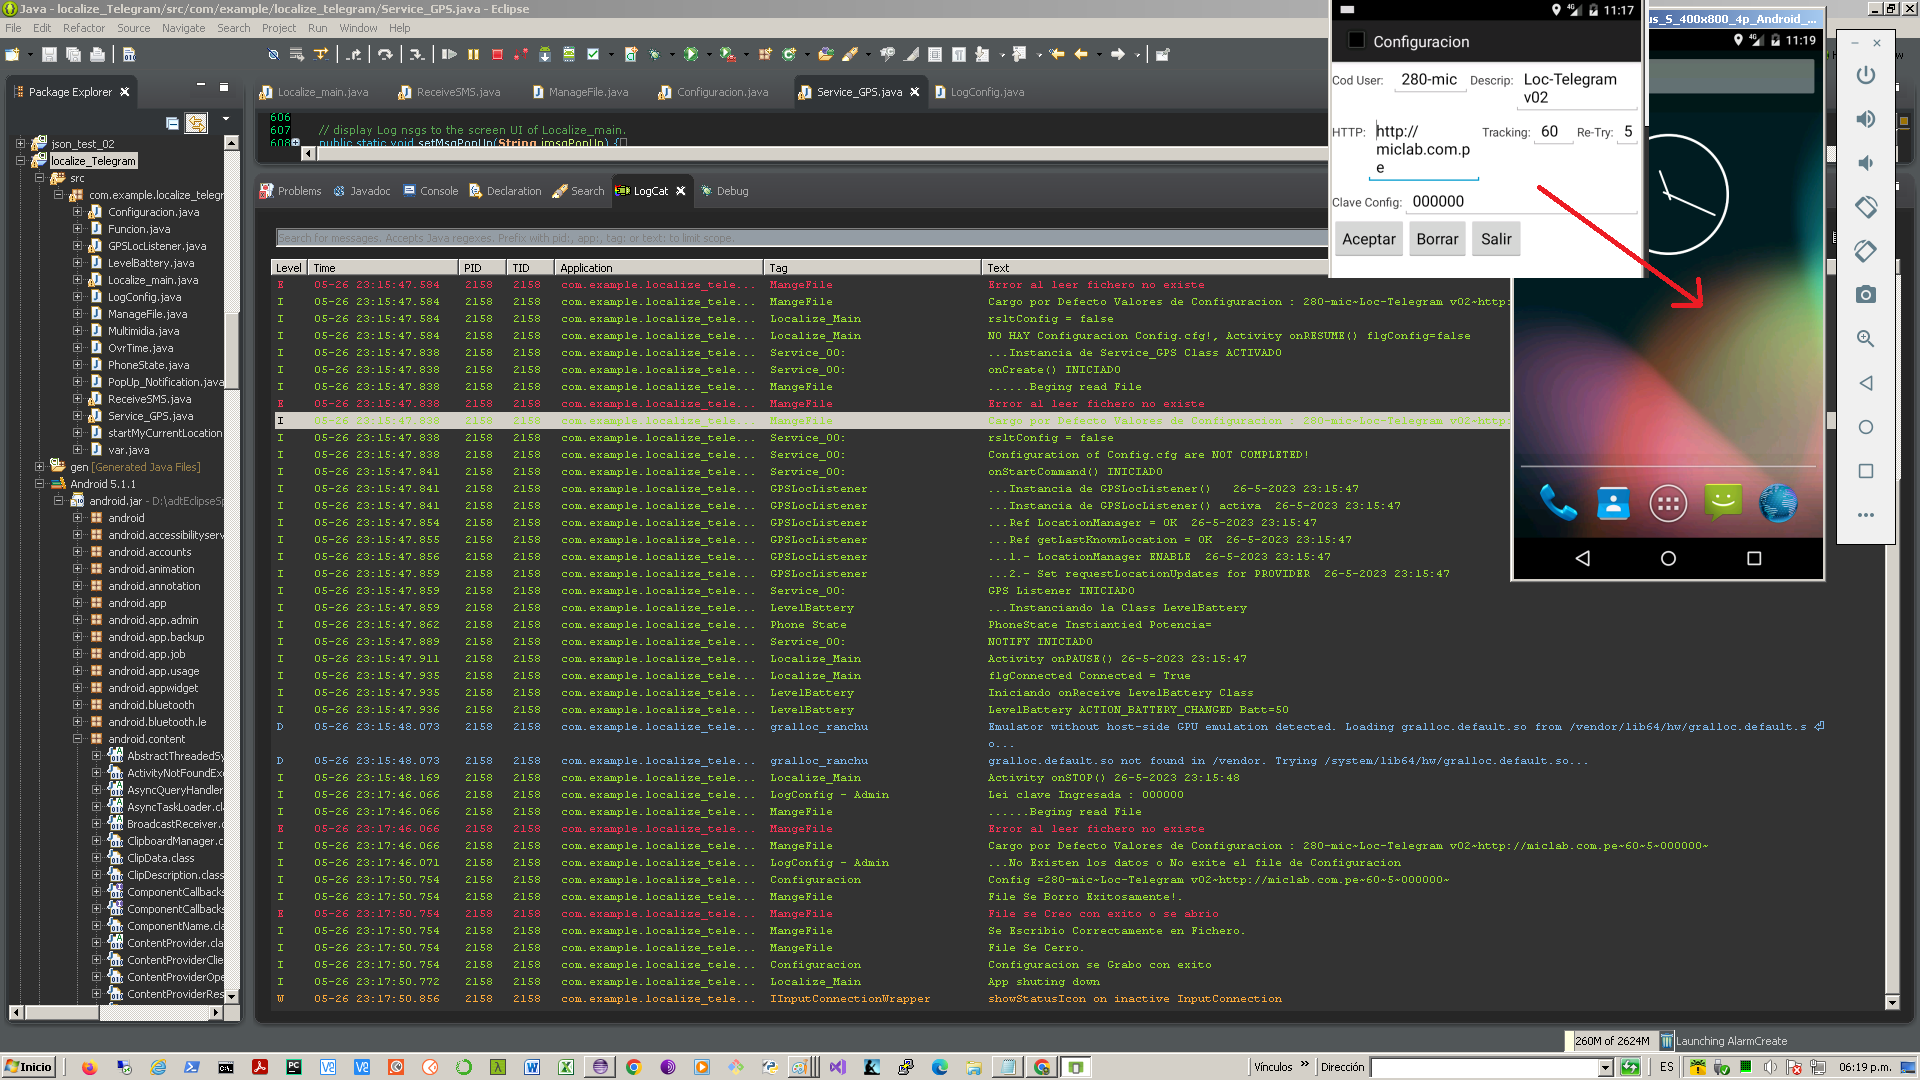 Java - localize_Telegram/src/com/example/localize_telegram/Service_GPS.java - Eclipse
File Edit Refactor Source Navigate Search Project Run Window Help
Package Explorer
json_test_02
localize_Telegram
src
com.example.localize_telegr
Configuracion.java
Funcion.java
GPSLocListener.java
LevelBattery.java
Localize_main.java
LogConfig.java
ManageFile.java
Multimidia.java
OvrTime.java
PhoneState.java
PopUp_Notification.java
ReceiveSMS.java
Service_GPS.java
startMyCurrentLocation
var.java
gen [Generated Java Files]
Android 5.1.1
android.jar - D:\adtEclipseSp
android
android.accessibilityserv
android.accounts
android.animation
android.annotation
android.app
android.app.admin
android.app.backup
android.app.job
android.app.usage
android.appwidget
android.bluetooth
android.bluetooth.le
android.content
AbstractThreadedSy
ActivityNotFoundExc
AsyncQueryHandler
AsyncTaskLoader.cl
BroadcastReceiver.c
ClipboardManager.c
ClipData.class
ClipDescription.class
ComponentCallbacks
ComponentCallbacks
ComponentName.cla
ContentProvider.cla
ContentProviderClie
ContentProviderOpe
ContentProviderRes
Localize_main.java ReceiveSMS.java ManageFile.java Configuracion.java Service_GPS.java LogConfig.java
606
607 // display Log nsgs to the screen UI of Localize_main.
608 public static void setMsgPopUp(String imsgPopUp) {
Problems Javadoc Console Declaration Search LogCat Debug
Search for messages. Accepts Java regexes. Prefix with pid:, app:, tag: or text: to limit scope.
Level Time PID TID Application Tag Text
E 05-26 23:15:47.584 2158 2158 com.example.localize_tele... MangeFile Error al leer fichero no existe
I 05-26 23:15:47.584 2158 2158 com.example.localize_tele... MangeFile Cargo por Defecto Valores de Configuracion : 280-mic~Loc-Telegram v02~http:
I 05-26 23:15:47.584 2158 2158 com.example.localize_tele... Localize_Main rsltConfig = false
I 05-26 23:15:47.584 2158 2158 com.example.localize_tele... Localize_Main NO HAY Configuracion Config.cfg!, Activity onRESUME() flgConfig=false
I 05-26 23:15:47.838 2158 2158 com.example.localize_tele... Service_00: ...Instancia de Service_GPS Class ACTIVADO
I 05-26 23:15:47.838 2158 2158 com.example.localize_tele... Service_00: onCreate() INICIADO
I 05-26 23:15:47.838 2158 2158 com.example.localize_tele... MangeFile ......Beging read File
E 05-26 23:15:47.838 2158 2158 com.example.localize_tele... MangeFile Error al leer fichero no existe
I 05-26 23:15:47.838 2158 2158 com.example.localize_tele... MangeFile Cargo por Defecto Valores de Configuracion : 280-mic~Loc-Telegram v02~http:
I 05-26 23:15:47.838 2158 2158 com.example.localize_tele... Service_00: rsltConfig = false
I 05-26 23:15:47.838 2158 2158 com.example.localize_tele... Service_00: Configuration of Config.cfg are NOT COMPLETED!
I 05-26 23:15:47.841 2158 2158 com.example.localize_tele... Service_00: onStartCommand() INICIADO
I 05-26 23:15:47.841 2158 2158 com.example.localize_tele... GPSLocListener ...Instancia de GPSLocListener() 26-5-2023 23:15:47
I 05-26 23:15:47.841 2158 2158 com.example.localize_tele... GPSLocListener ...Instancia de GPSLocListener() activa 26-5-2023 23:15:47
I 05-26 23:15:47.854 2158 2158 com.example.localize_tele... GPSLocListener ...Ref LocationManager = OK 26-5-2023 23:15:47
I 05-26 23:15:47.855 2158 2158 com.example.localize_tele... GPSLocListener ...Ref getLastKnownLocation = OK 26-5-2023 23:15:47
I 05-26 23:15:47.856 2158 2158 com.example.localize_tele... GPSLocListener ...1.- LocationManager ENABLE 26-5-2023 23:15:47
I 05-26 23:15:47.859 2158 2158 com.example.localize_tele... GPSLocListener ...2.- Set requestLocationUpdates for PROVIDER 26-5-2023 23:15:47
I 05-26 23:15:47.859 2158 2158 com.example.localize_tele... Service_00: GPS Listener INICIADO
I 05-26 23:15:47.859 2158 2158 com.example.localize_tele... LevelBattery ...Instanciando la Class LevelBattery
I 05-26 23:15:47.862 2158 2158 com.example.localize_tele... Phone State PhoneState Instiantied Potencia=
I 05-26 23:15:47.889 2158 2158 com.example.localize_tele... Service_00: NOTIFY INICIADO
I 05-26 23:15:47.911 2158 2158 com.example.localize_tele... Localize_Main Activity onPAUSE() 26-5-2023 23:15:47
I 05-26 23:15:47.935 2158 2158 com.example.localize_tele... Localize_Main flgConnected Connected = True
I 05-26 23:15:47.935 2158 2158 com.example.localize_tele... LevelBattery Iniciando onReceive LevelBattery Class
I 05-26 23:15:47.936 2158 2158 com.example.localize_tele... LevelBattery LevelBattery ACTION_BATTERY_CHANGED Batt=50
D 05-26 23:15:48.073 2158 2158 com.example.localize_tele... gralloc_ranchu Emulator without host-side GPU emulation detected. Loading gralloc.default.so from /vendor/lib64/hw/gralloc.default.s
o...
D 05-26 23:15:48.073 2158 2158 com.example.localize_tele... gralloc_ranchu gralloc.default.so not found in /vendor. Trying /system/lib64/hw/gralloc.default.so...
I 05-26 23:15:48.169 2158 2158 com.example.localize_tele... Localize_Main Activity onSTOP() 26-5-2023 23:15:48
I 05-26 23:17:46.066 2158 2158 com.example.localize_tele... LogConfig - Admin Lei clave Ingresada : 000000
I 05-26 23:17:46.066 2158 2158 com.example.localize_tele... MangeFile ......Beging read File
E 05-26 23:17:46.066 2158 2158 com.example.localize_tele... MangeFile Error al leer fichero no existe
I 05-26 23:17:46.066 2158 2158 com.example.localize_tele... MangeFile Cargo por Defecto Valores de Configuracion : 280-mic~Loc-Telegram v02~http://miclab.com.pe~60~5~000000~
I 05-26 23:17:46.071 2158 2158 com.example.localize_tele... LogConfig - Admin ...No Existen los datos o No exite el file de Configuracion
I 05-26 23:17:50.754 2158 2158 com.example.localize_tele... Configuracion Config =280-mic~Loc-Telegram v02~http://miclab.com.pe~60~5~000000~
I 05-26 23:17:50.754 2158 2158 com.example.localize_tele... MangeFile File Se Borro Exitosamente!.
E 05-26 23:17:50.754 2158 2158 com.example.localize_tele... MangeFile File se Creo con exito o se abrio
I 05-26 23:17:50.754 2158 2158 com.example.localize_tele... MangeFile Se Escribio Correctamente en Fichero.
I 05-26 23:17:50.754 2158 2158 com.example.localize_tele... MangeFile File Se Cerro.
I 05-26 23:17:50.754 2158 2158 com.example.localize_tele... Configuracion Configuracion se Grabo con exito
I 05-26 23:17:50.772 2158 2158 com.example.localize_tele... Localize_Main App shuting down
W 05-26 23:17:50.856 2158 2158 com.example.localize_tele... IInputConnectionWrapper showStatusIcon on inactive InputConnection
4G 11:17
Configuracion
Cod User: 280-mic Descrip: Loc-Telegram
v02
HTTP: http://
miclab.com.p
e
Tracking: 60 Re-Try: 5
Clave Config: 000000
Aceptar Borrar Salir
us_S_400x800_4p_Android_...
4G 11:19
260M of 2624M Launching AlarmCreate
Inicio Vínculos Dirección ES 06:19 p.m.